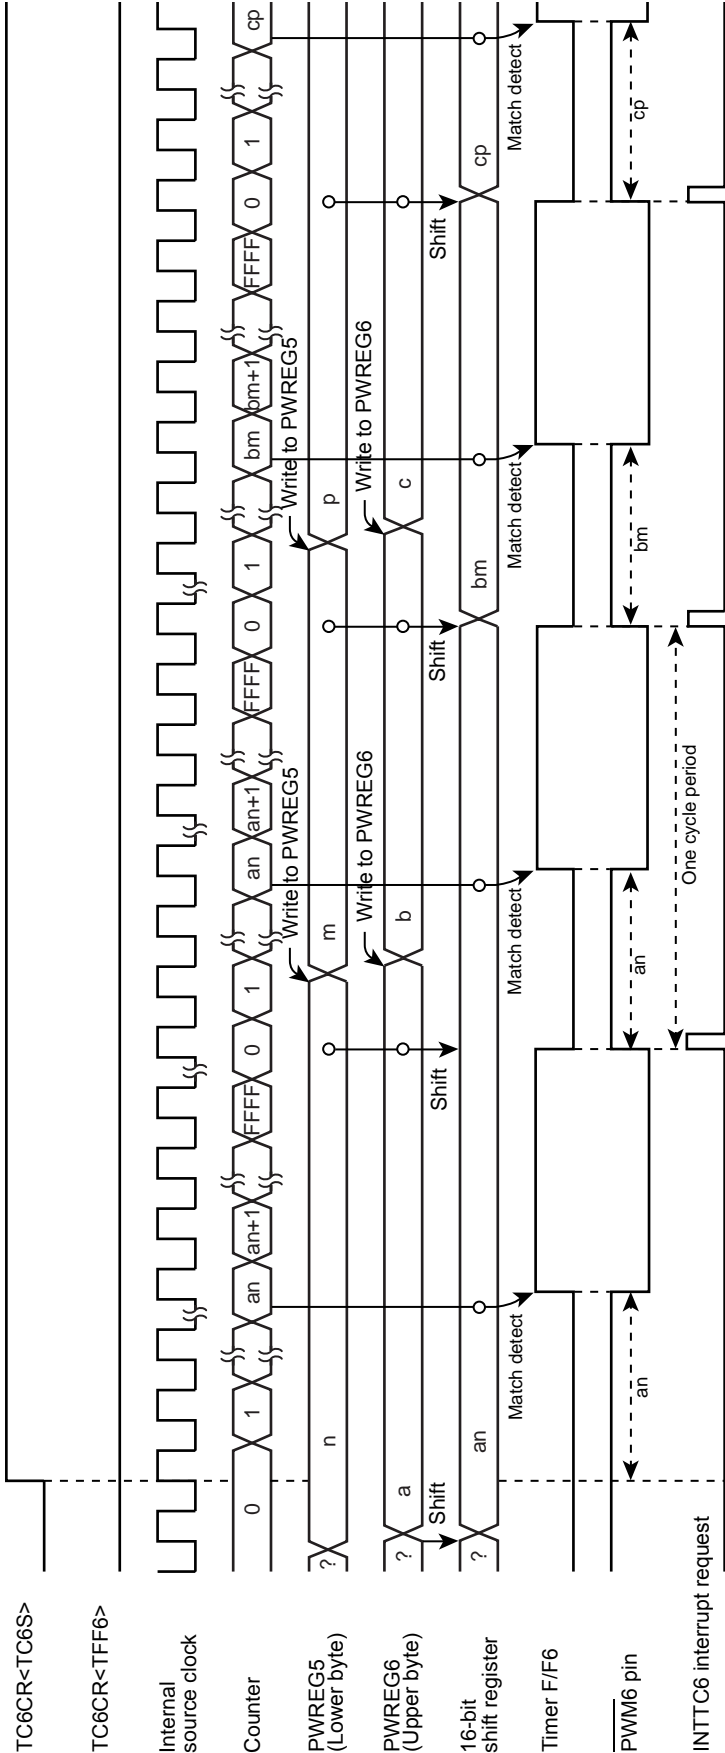 TC6CR<TC6S>
TC6CR<TFF6>
Internal
source clock
Counter
0 1 an an+1 FFFF 0 1 an an+1 FFFF 0 1 bm bm+1 FFFF 0 1 cp
Write to PWREG5
Write to PWREG5
PWREG5
(Lower byte)
? n m p
Write to PWREG6
Write to PWREG6
PWREG6
(Upper byte)
? a b c
Shift
Shift
Shift
Shift
16-bit
shift register
? an bm cp
Match detect
Match detect
Match detect
Match detect
Timer F/F6
PWM6 pin
an an bm cp
One cycle period
INTTC6 interrupt request